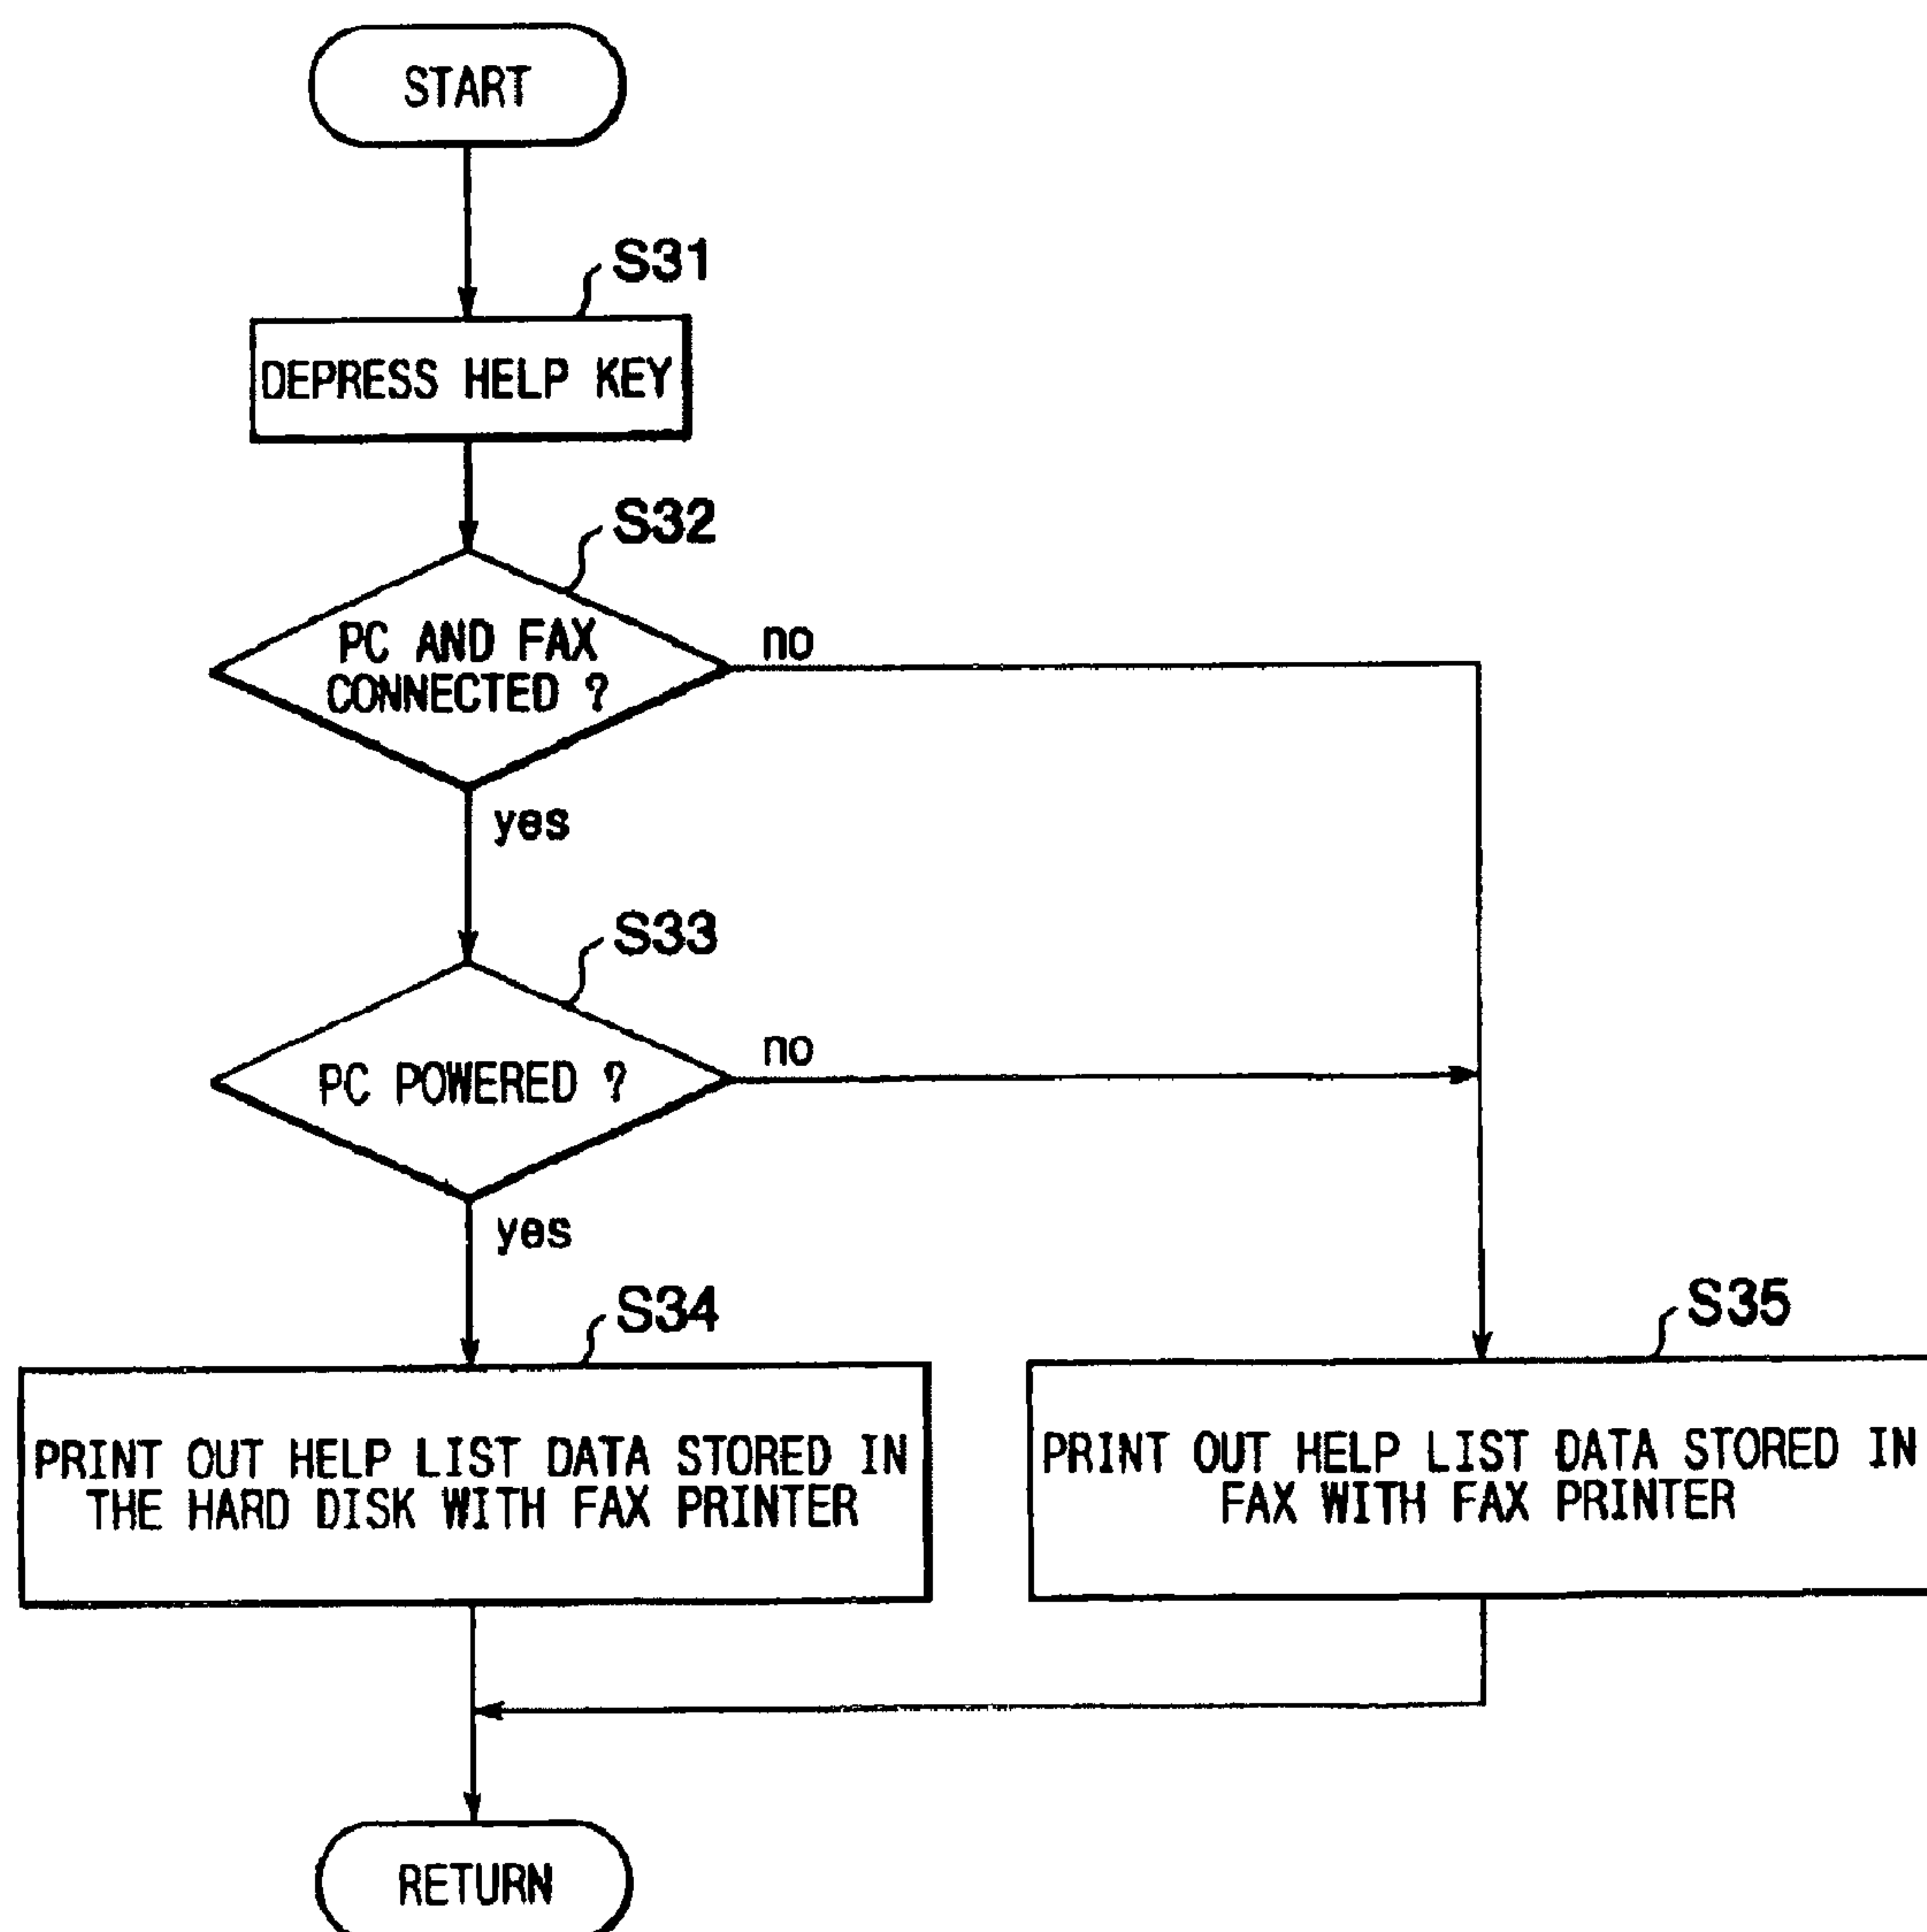 START
S31
DEPRESS HELP KEY
S32
PC AND FAX
CONNECTED ?
no
yes
S33
PC POWERED ?
no
yes
S34
PRINT OUT HELP LIST DATA STORED IN
THE HARD DISK WITH FAX PRINTER
S35
PRINT OUT HELP LIST DATA STORED IN
FAX WITH FAX PRINTER
RETURN